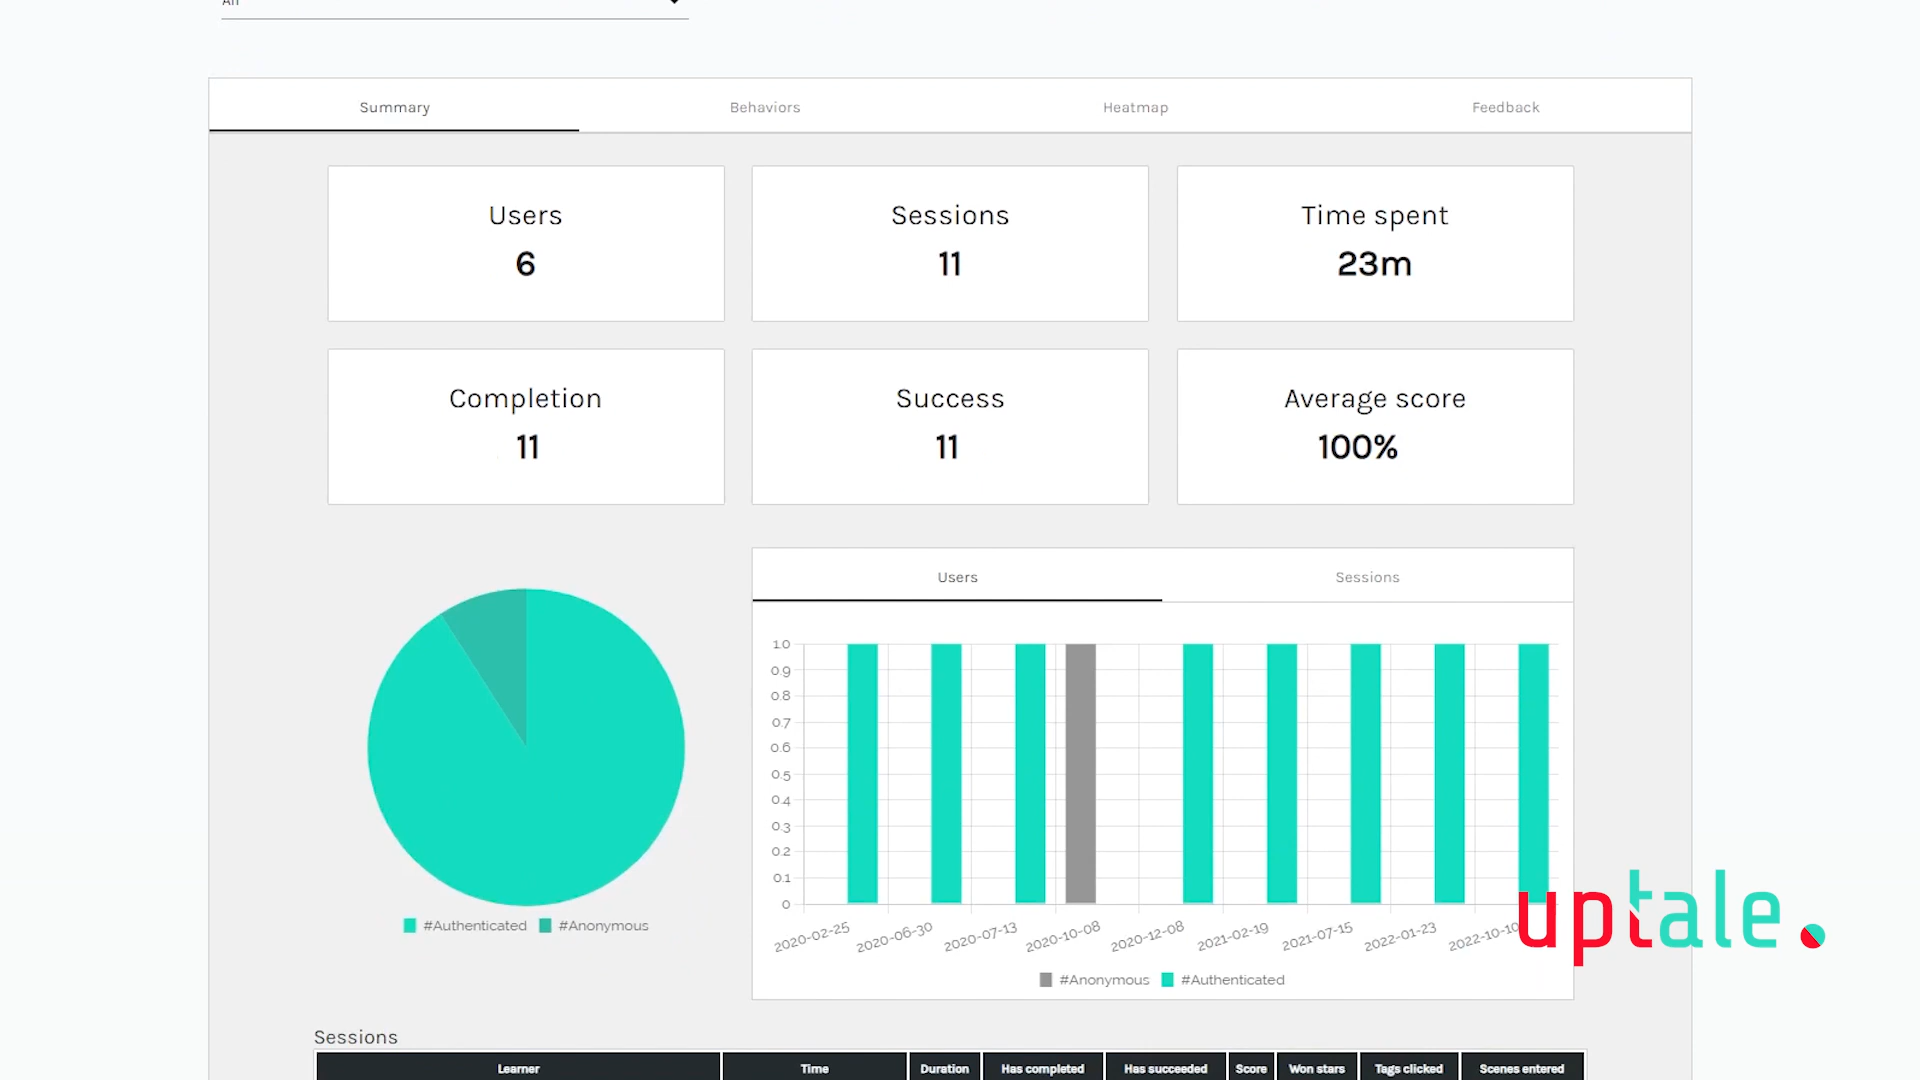 All
Summary Behaviors Heatmap Feedback
Users Sessions Time spent
6 11 23m
Completion Success Average score
11 11 100%
Users Sessions
1.0
0.9
0.8
0.7
0.6
0.5
0.4
0.3
0.2
0.1
0
2020-02-25 2020-06-30 2020-07-13 2020-10-08 2020-12-08 2021-02-19 2021-07-15 2022-01-23 2022-10-10
#Authenticated #Anonymous
#Anonymous #Authenticated
uptale.
Sessions
Learner Time Duration Has completed Has succeeded Score Won stars Tags clicked Scenes entered